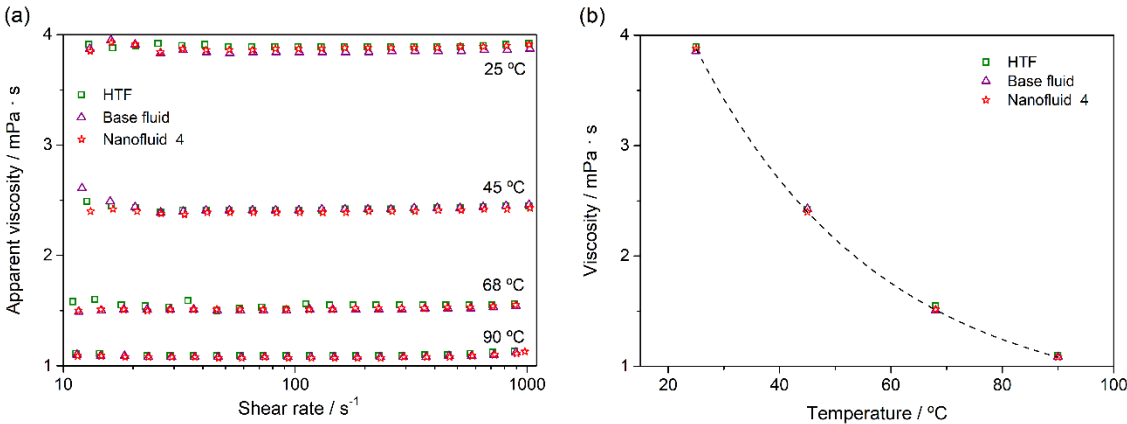 (a)
4
3
2
1
Apparent viscosity / mPa · s
HTF
Base fluid
Nanofluid 4
25 ºC
45 ºC
68 ºC
90 ºC
10
100
1000
Shear rate / s⁻¹
(b)
4
3
2
1
Viscosity / mPa · s
HTF
Base fluid
Nanofluid 4
20
40
60
80
100
Temperature / ºC